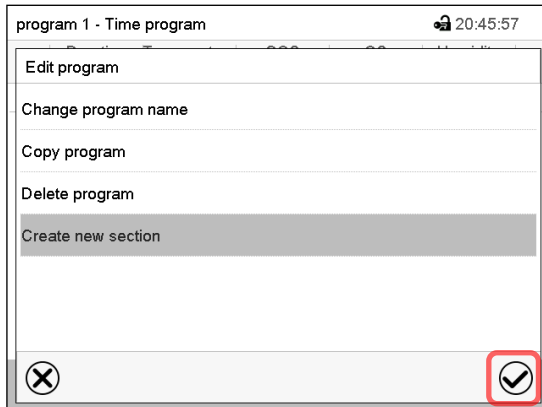 program 1 - Time program 20:45:57
Edit program
Change program name
Copy program
Delete program
Create new section